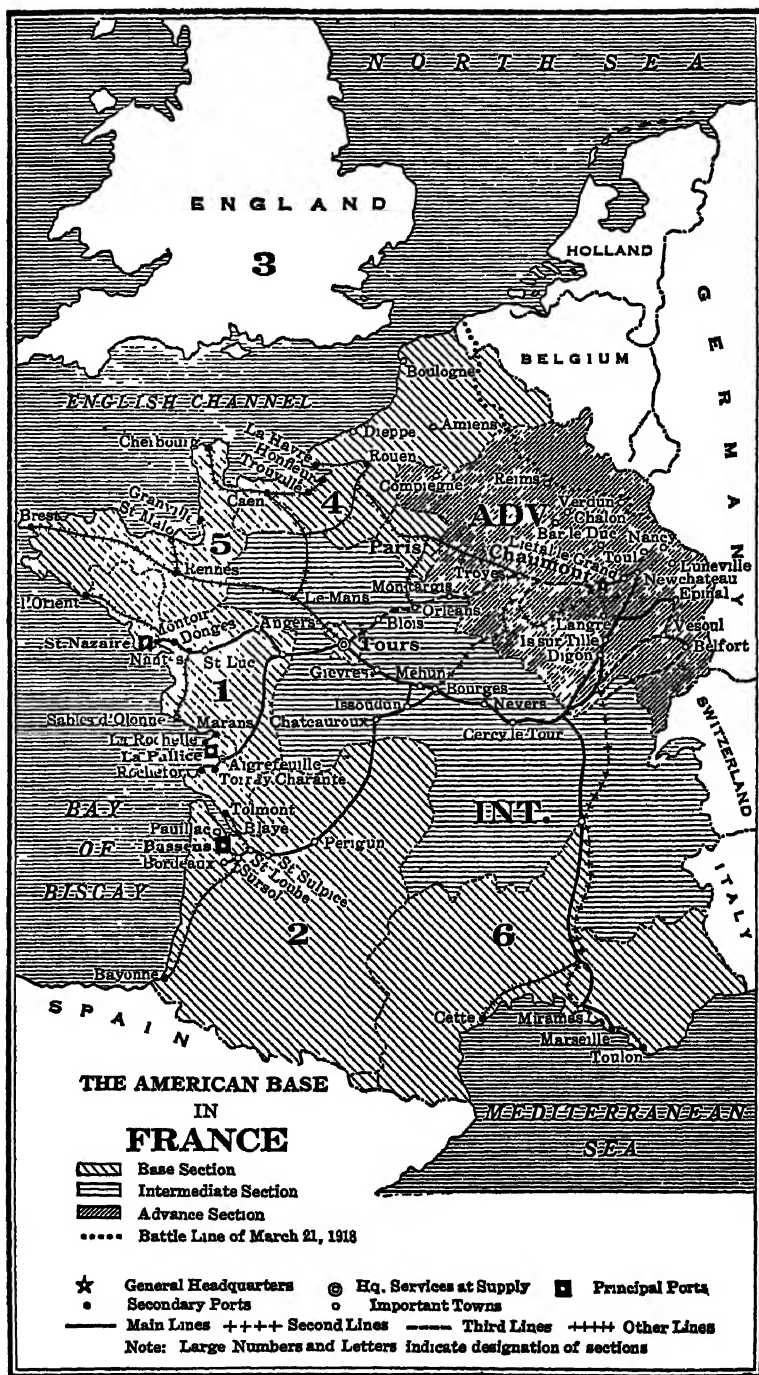 NORTH SEA
ENGLAND
3
HOLLAND
GERMANY
BELGIUM
Boulogne
ENGLISH CHANNEL
Dieppe
Amiens
Cherbourg
La Havre
Honfleur
Trouville
Rouen
Compiegne
Reims
Verdun
ADV.
Chalon
Caen
4
Granville
St Malo
Bar le Duc
Nancy
Brest
5
Paris
Toul
Chaumont
Luneville
Rennes
Troyes
Newchateau
Le Mans
Montargis
Epinal
l'Orient
Orleans
Montoir
Donges
Angers
Blois
Langre
Vesoul
St Nazaire
Tours
Is sur Tille
Belfort
Nantes
St Luc
Digon
Gievres
Mehun
1
Bourges
Issoudun
Nevers
Sables d'Olonne
Marans
Chateauroux
Cercy le Tour
SWITZERLAND
La Rochelle
La Pallice
Aigrefeuille
Rochefort
BAY
OF
BISCAY
Tolmont
INT.
Pauillac
Blaye
Perigun
Bassens
Bordeaux
St Sulpice
St Loube
Sursol
ITALY
2
6
Bayonne
SPAIN
Cette
Miramas
Marseille
Toulon
THE AMERICAN BASE
IN
FRANCE
MEDITERRANEAN
SEA
Base Section
Intermediate Section
Advance Section
Battle Line of March 21, 1918
General Headquarters
Hq. Services at Supply
Principal Ports
Secondary Ports
Important Towns
Main Lines
Second Lines
Third Lines
Other Lines
Note: Large Numbers and Letters indicate designation of sections